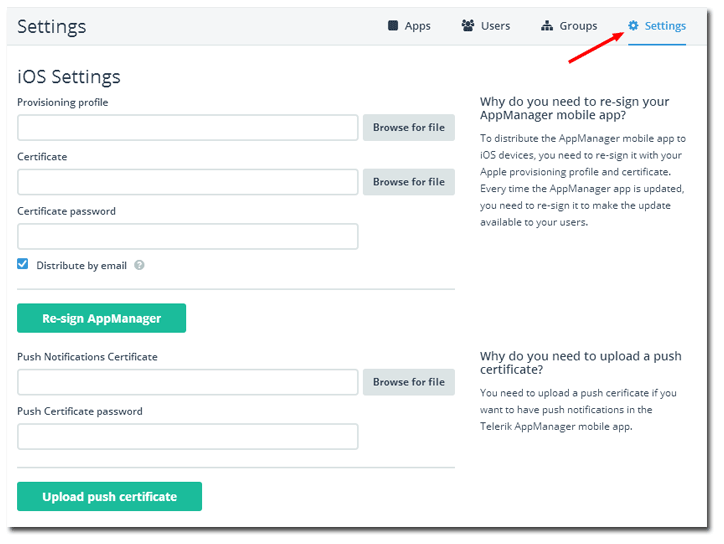 Settings
Apps
Users
Groups
Settings
iOS Settings
Provisioning profile
Browse for file
Certificate
Browse for file
Certificate password
Distribute by email
?
Re-sign AppManager
Why do you need to re-sign your
AppManager mobile app?
To distribute the AppManager mobile app to
iOS devices, you need to re-sign it with your
Apple provisioning profile and certificate.
Every time the AppManager app is updated,
you need to re-sign it to make the update
available to your users.
Push Notifications Certificate
Browse for file
Push Certificate password
Upload push certificate
Why do you need to upload a push
certificate?
You need to upload a push cerificate if you
want to have push notifications in the
Telerik AppManager mobile app.